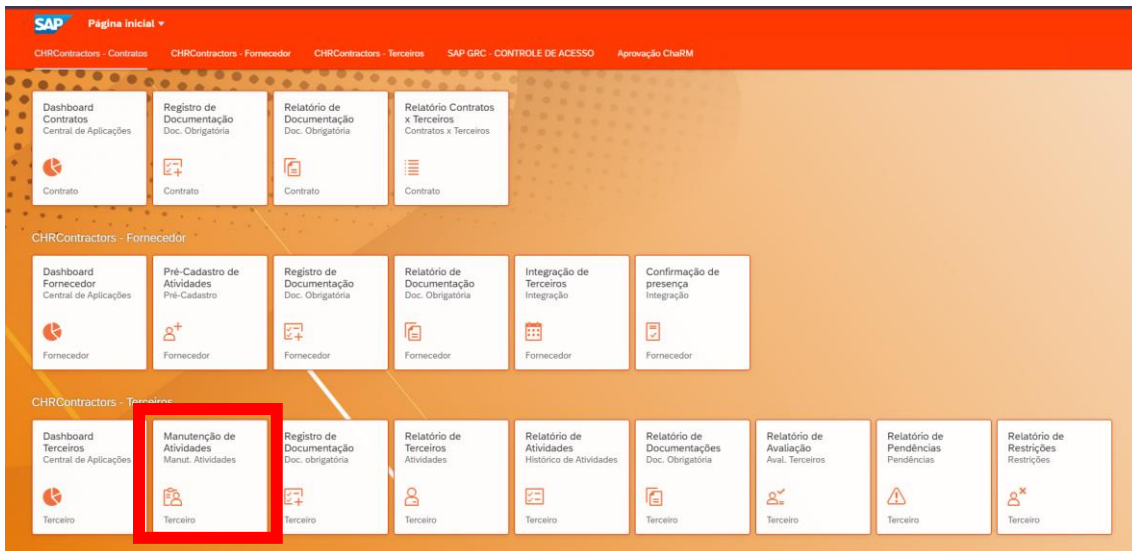 SAP Página inicial
CHRContractors - Contratos CHRContractors - Fornecedor CHRContractors - Terceiros SAP GRC - CONTROLE DE ACESSO Aprovação ChaRM
Dashboard Contratos
Central de Aplicações
Contrato
Registro de Documentação
Doc. Obrigatória
Contrato
Relatório de Documentação
Doc. Obrigatória
Contrato
Relatório Contratos x Terceiros
Contratos x Terceiros
Contrato
CHRContractors - Fornecedor
Dashboard Fornecedor
Central de Aplicações
Fornecedor
Pré-Cadastro de Atividades
Pré-Cadastro
Fornecedor
Registro de Documentação
Doc. Obrigatória
Fornecedor
Relatório de Documentação
Doc. Obrigatória
Fornecedor
Integração de Terceiros
Integração
Fornecedor
Confirmação de presença
Integração
Fornecedor
CHRContractors - Terceiros
Dashboard Terceiros
Central de Aplicações
Terceiro
Manutenção de Atividades
Manut. Atividades
Terceiro
Registro de Documentação
Doc. obrigatória
Terceiro
Relatório de Terceiros
Atividades
Terceiro
Relatório de Atividades
Histórico de Atividades
Terceiro
Relatório de Documentações
Doc. Obrigatória
Terceiro
Relatório de Avaliação
Aval. Terceiros
Terceiro
Relatório de Pendências
Pendências
Terceiro
Relatório de Restrições
Restrições
Terceiro